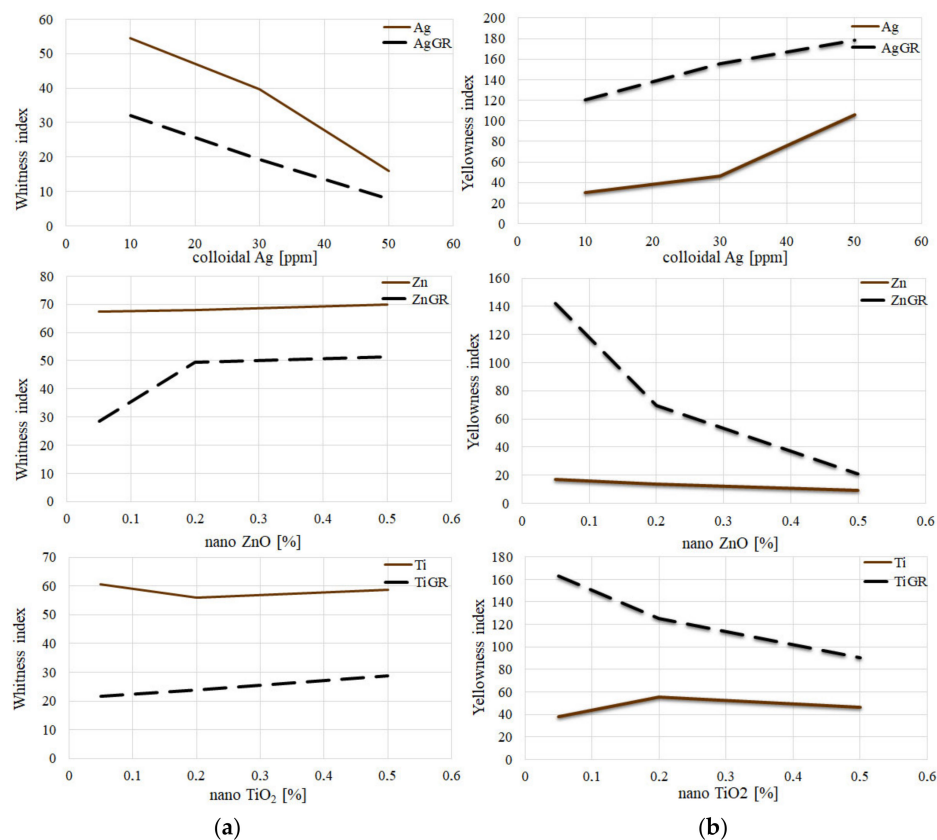 60
50
40
30
20
10
0
Whitness index
Ag
AgGR
0 10 20 30 40 50 60
colloidal Ag [ppm]
200
180
160
140
120
100
80
60
40
20
0
Yellowness index
Ag
AgGR
0 10 20 30 40 50 60
colloidal Ag [ppm]
80
70
60
50
40
30
20
10
0
Whitness index
Zn
ZnGR
0 0.1 0.2 0.3 0.4 0.5 0.6
nano ZnO [%]
160
140
120
100
80
60
40
20
0
Yellowness index
Zn
ZnGR
0 0.1 0.2 0.3 0.4 0.5 0.6
nano ZnO [%]
70
60
50
40
30
20
10
0
Whitness index
Ti
TiGR
0 0.1 0.2 0.3 0.4 0.5 0.6
nano TiO₂ [%]
180
160
140
120
100
80
60
40
20
0
Yellowness index
Ti
TiGR
0 0.1 0.2 0.3 0.4 0.5 0.6
nano TiO2 [%]
(a)
(b)